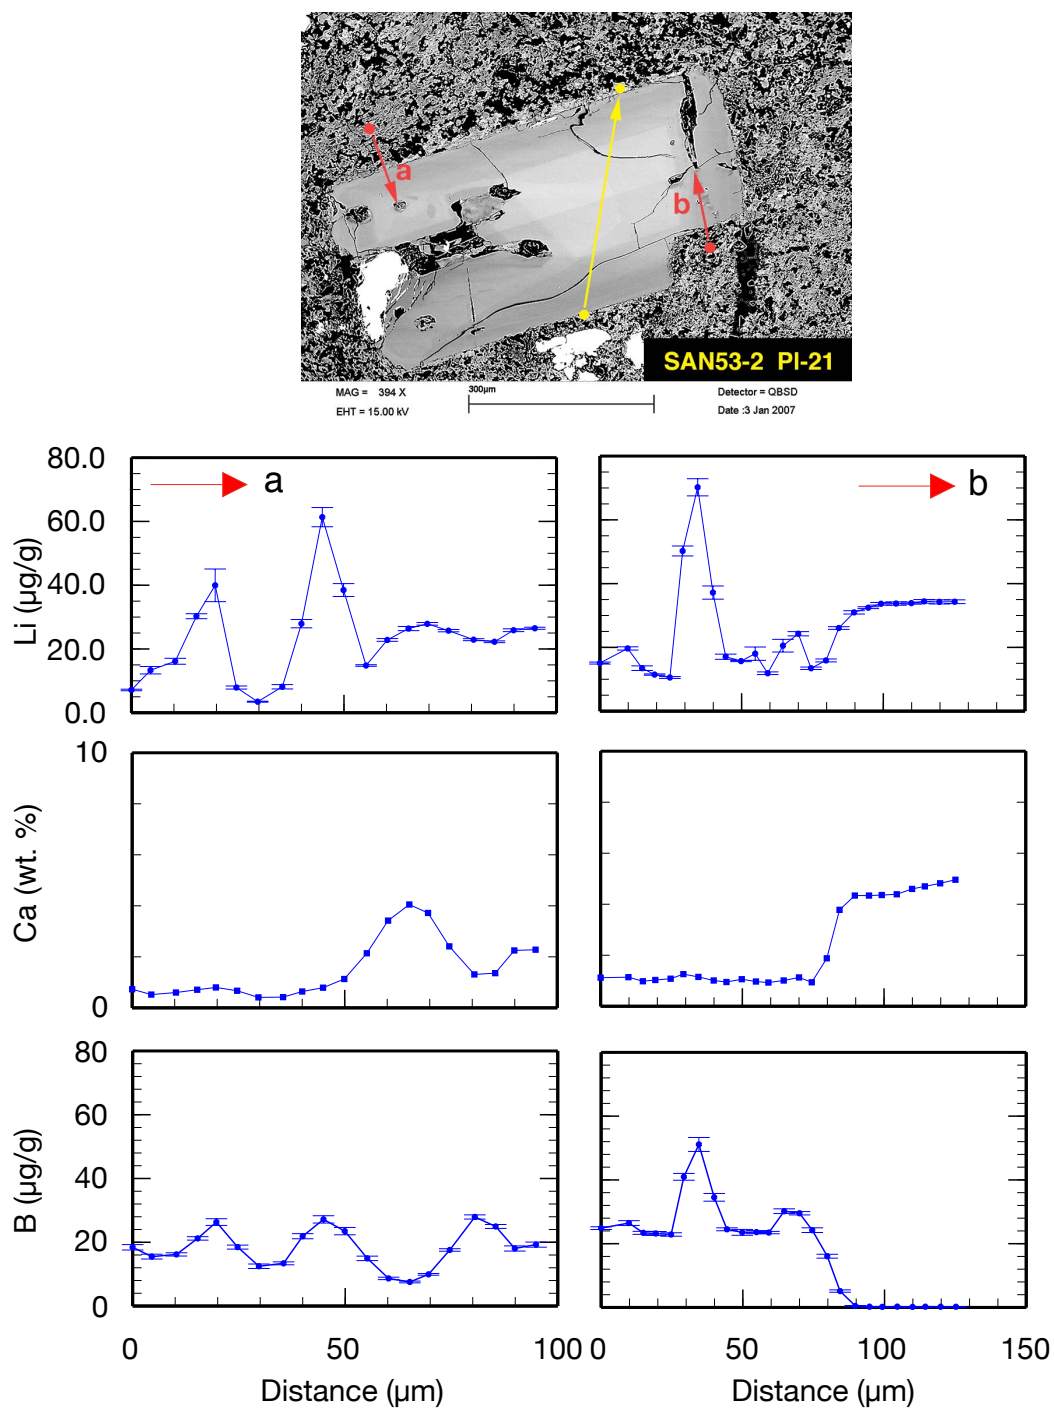 a
b
SAN53-2 PI-21
MAG = 394 X
EHT = 15.00 kV
300µm
Detector = QBSD
Date :3 Jan 2007
80.0
60.0
40.0
20.0
0.0
Li (µg/g)
a
b
10
0
Ca (wt. %)
80
60
40
20
0
B (µg/g)
0 50 100 0 50 100 150
Distance (µm) Distance (µm)